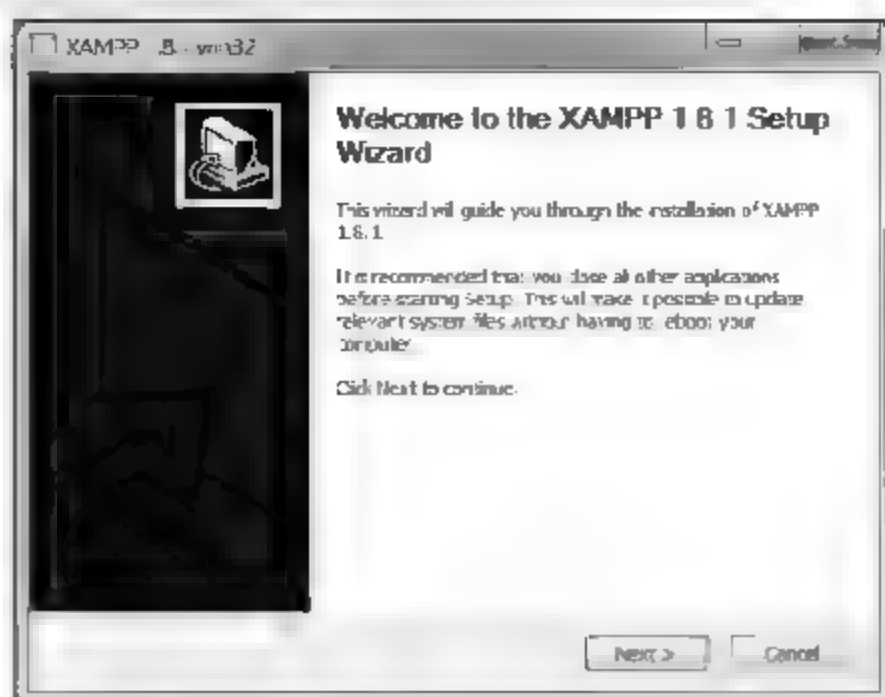 XAMPP
Welcome to the XAMPP 1 8 1 Setup
Wizard
This wizard will guide you through the installation of XAMPP
1.8.1
It is recommended that you close all other applications
before starting Setup. This will make it possible to update
relevant system files without having to reboot your
computer
Click Next to continue.
Next >
Cancel